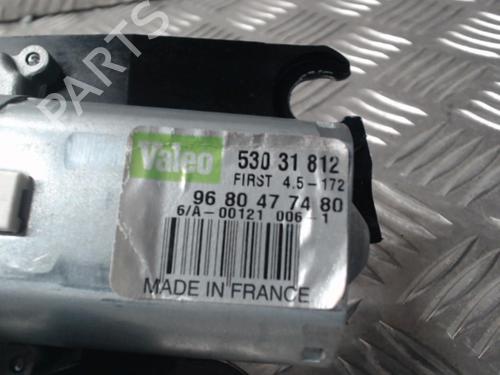 B-PARTS
Valeo 530 31 812
FIRST 4.5-172
96 80 47 74 80
6/A-00121 006-1
MADE IN FRANCE